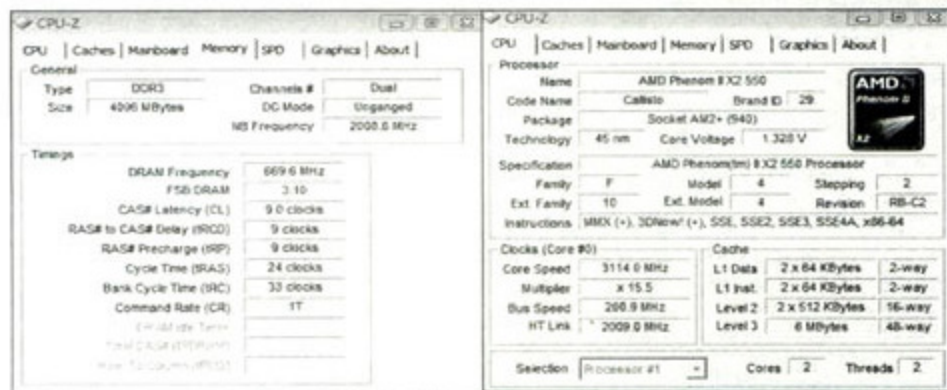 CPU-Z
CPU Caches Mainboard Memory SPD Graphics About
General
Type DDR3 Channels # Dual
Size 4096 MBytes DC Mode Unganged
NB Frequency 2008.8 MHz
Timings
DRAM Frequency 669.6 MHz
FSB:DRAM 3:10
CAS# Latency (CL) 9.0 clocks
RAS# to CAS# Delay (tRCD) 9 clocks
RAS# Precharge (tRP) 9 clocks
Cycle Time (tRAS) 24 clocks
Bank Cycle Time (tRC) 33 clocks
Command Rate (CR) 1T
CPU-Z
CPU Caches Mainboard Memory SPD Graphics About
Processor
Name AMD Phenom II X2 550
Code Name Callisto Brand ID 29
Package Socket AM2+ (940)
Technology 45 nm Core Voltage 1.328 V
AMD
Phenom II
X2
Specification AMD Phenom(tm) II X2 550 Processor
Family F Model 4 Stepping 2
Ext. Family 10 Ext. Model 4 Revision RB-C2
Instructions MMX (+), 3DNow! (+), SSE, SSE2, SSE3, SSE4A, x86-64
Clocks (Core #0)
Core Speed 3114.0 MHz
Multiplier x 15.5
Bus Speed 200.9 MHz
HT Link 2009.0 MHz
Cache
L1 Data 2 x 64 KBytes 2-way
L1 Inst. 2 x 64 KBytes 2-way
Level 2 2 x 512 KBytes 16-way
Level 3 6 MBytes 48-way
Selection Processor #1 Cores 2 Threads 2